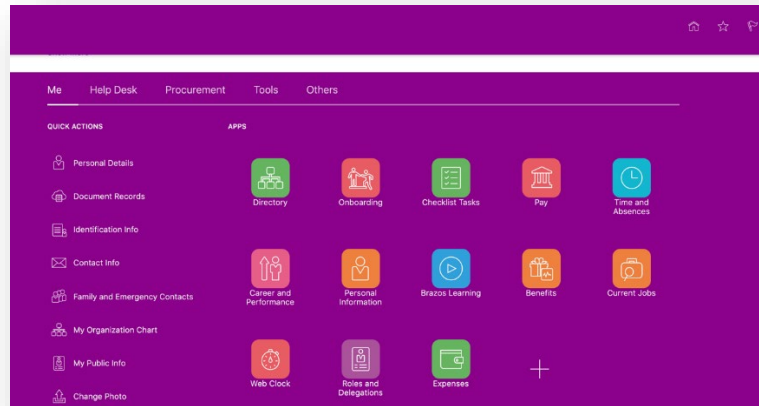 Me Help Desk Procurement Tools Others
QUICK ACTIONS
APPS
Personal Details
Document Records
Identification Info
Contact Info
Family and Emergency Contacts
My Organization Chart
My Public Info
Change Photo
Directory
Onboarding
Checklist Tasks
Pay
Time and
Absences
Career and
Performance
Personal
Information
Brazos Learning
Benefits
Current Jobs
Web Clock
Roles and
Delegations
Expenses